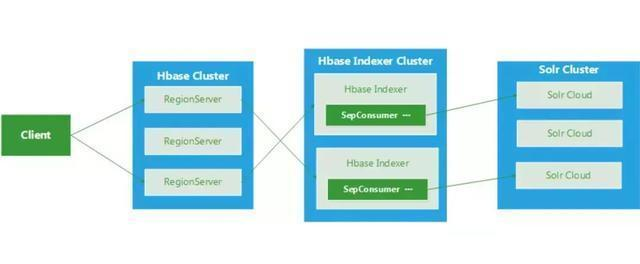 Client
Hbase Cluster
RegionServer
RegionServer
RegionServer
Hbase Indexer Cluster
Hbase Indexer
SepConsumer ---
Hbase Indexer
SepConsumer ---
Solr Cluster
Solr Cloud
Solr Cloud
Solr Cloud